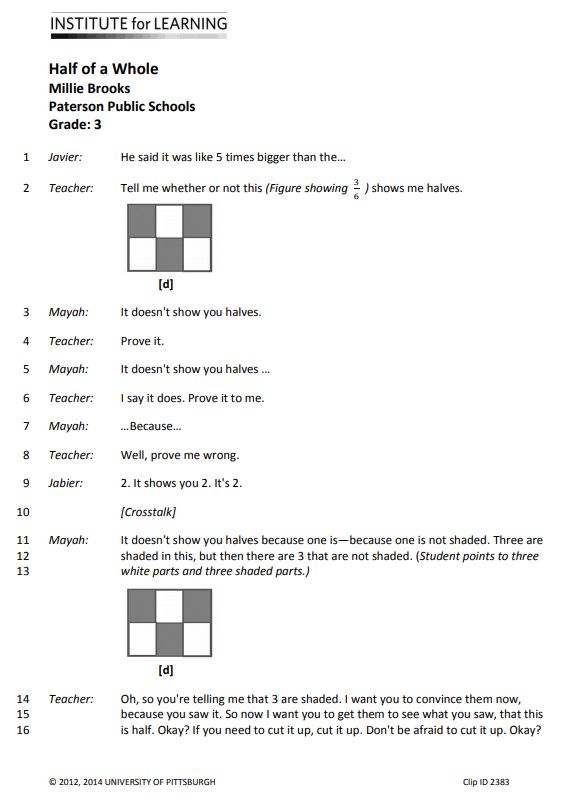 INSTITUTE for LEARNING
Half of a Whole
Millie Brooks
Paterson Public Schools
Grade: 3
1 Javier: He said it was like 5 times bigger than the…
2 Teacher: Tell me whether or not this (Figure showing 3/6 ) shows me halves.
[d]
3 Mayah: It doesn't show you halves.
4 Teacher: Prove it.
5 Mayah: It doesn't show you halves …
6 Teacher: I say it does. Prove it to me.
7 Mayah: …Because…
8 Teacher: Well, prove me wrong.
9 Jabier: 2. It shows you 2. It's 2.
10 [Crosstalk]
11 Mayah: It doesn't show you halves because one is—because one is not shaded. Three are
12 shaded in this, but then there are 3 that are not shaded. (Student points to three
13 white parts and three shaded parts.)
[d]
14 Teacher: Oh, so you're telling me that 3 are shaded. I want you to convince them now,
15 because you saw it. So now I want you to get them to see what you saw, that this
16 is half. Okay? If you need to cut it up, cut it up. Don't be afraid to cut it up. Okay?
© 2012, 2014 UNIVERSITY OF PITTSBURGH Clip ID 2383